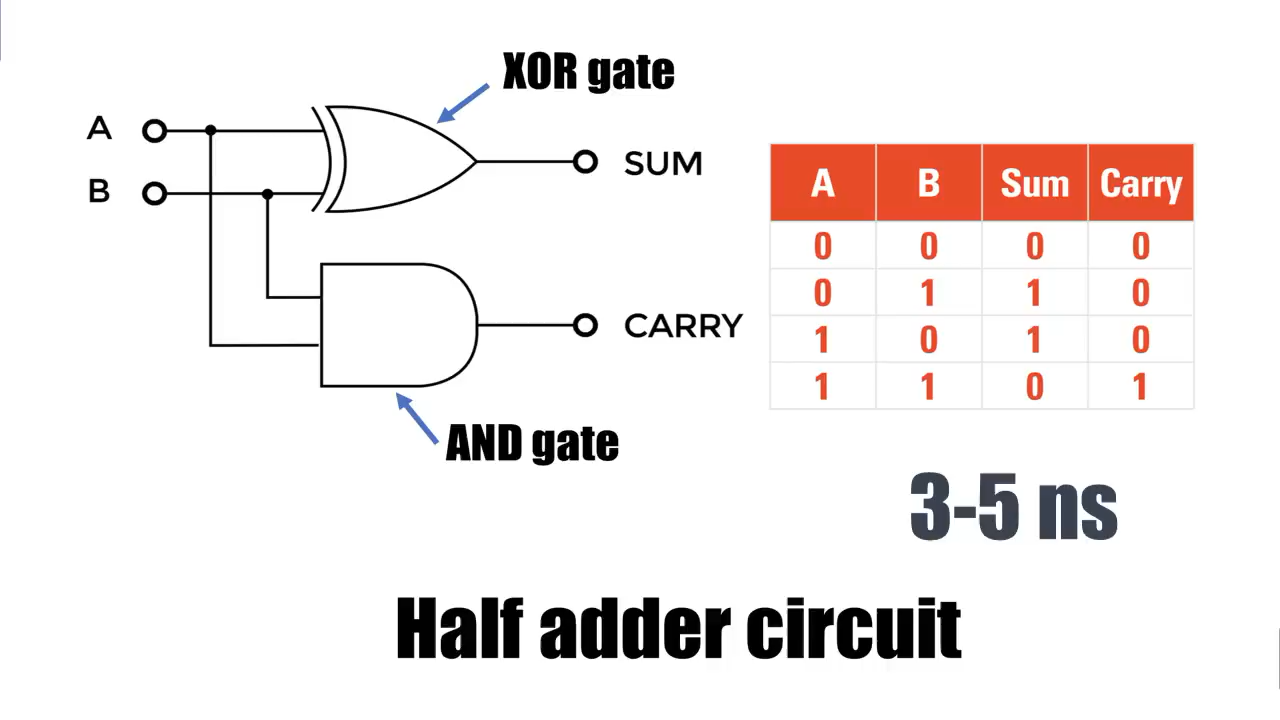 XOR gate
A
B
SUM
CARRY
AND gate
A B Sum Carry
0 0 0 0
0 1 1 0
1 0 1 0
1 1 0 1
3-5 ns
Half adder circuit